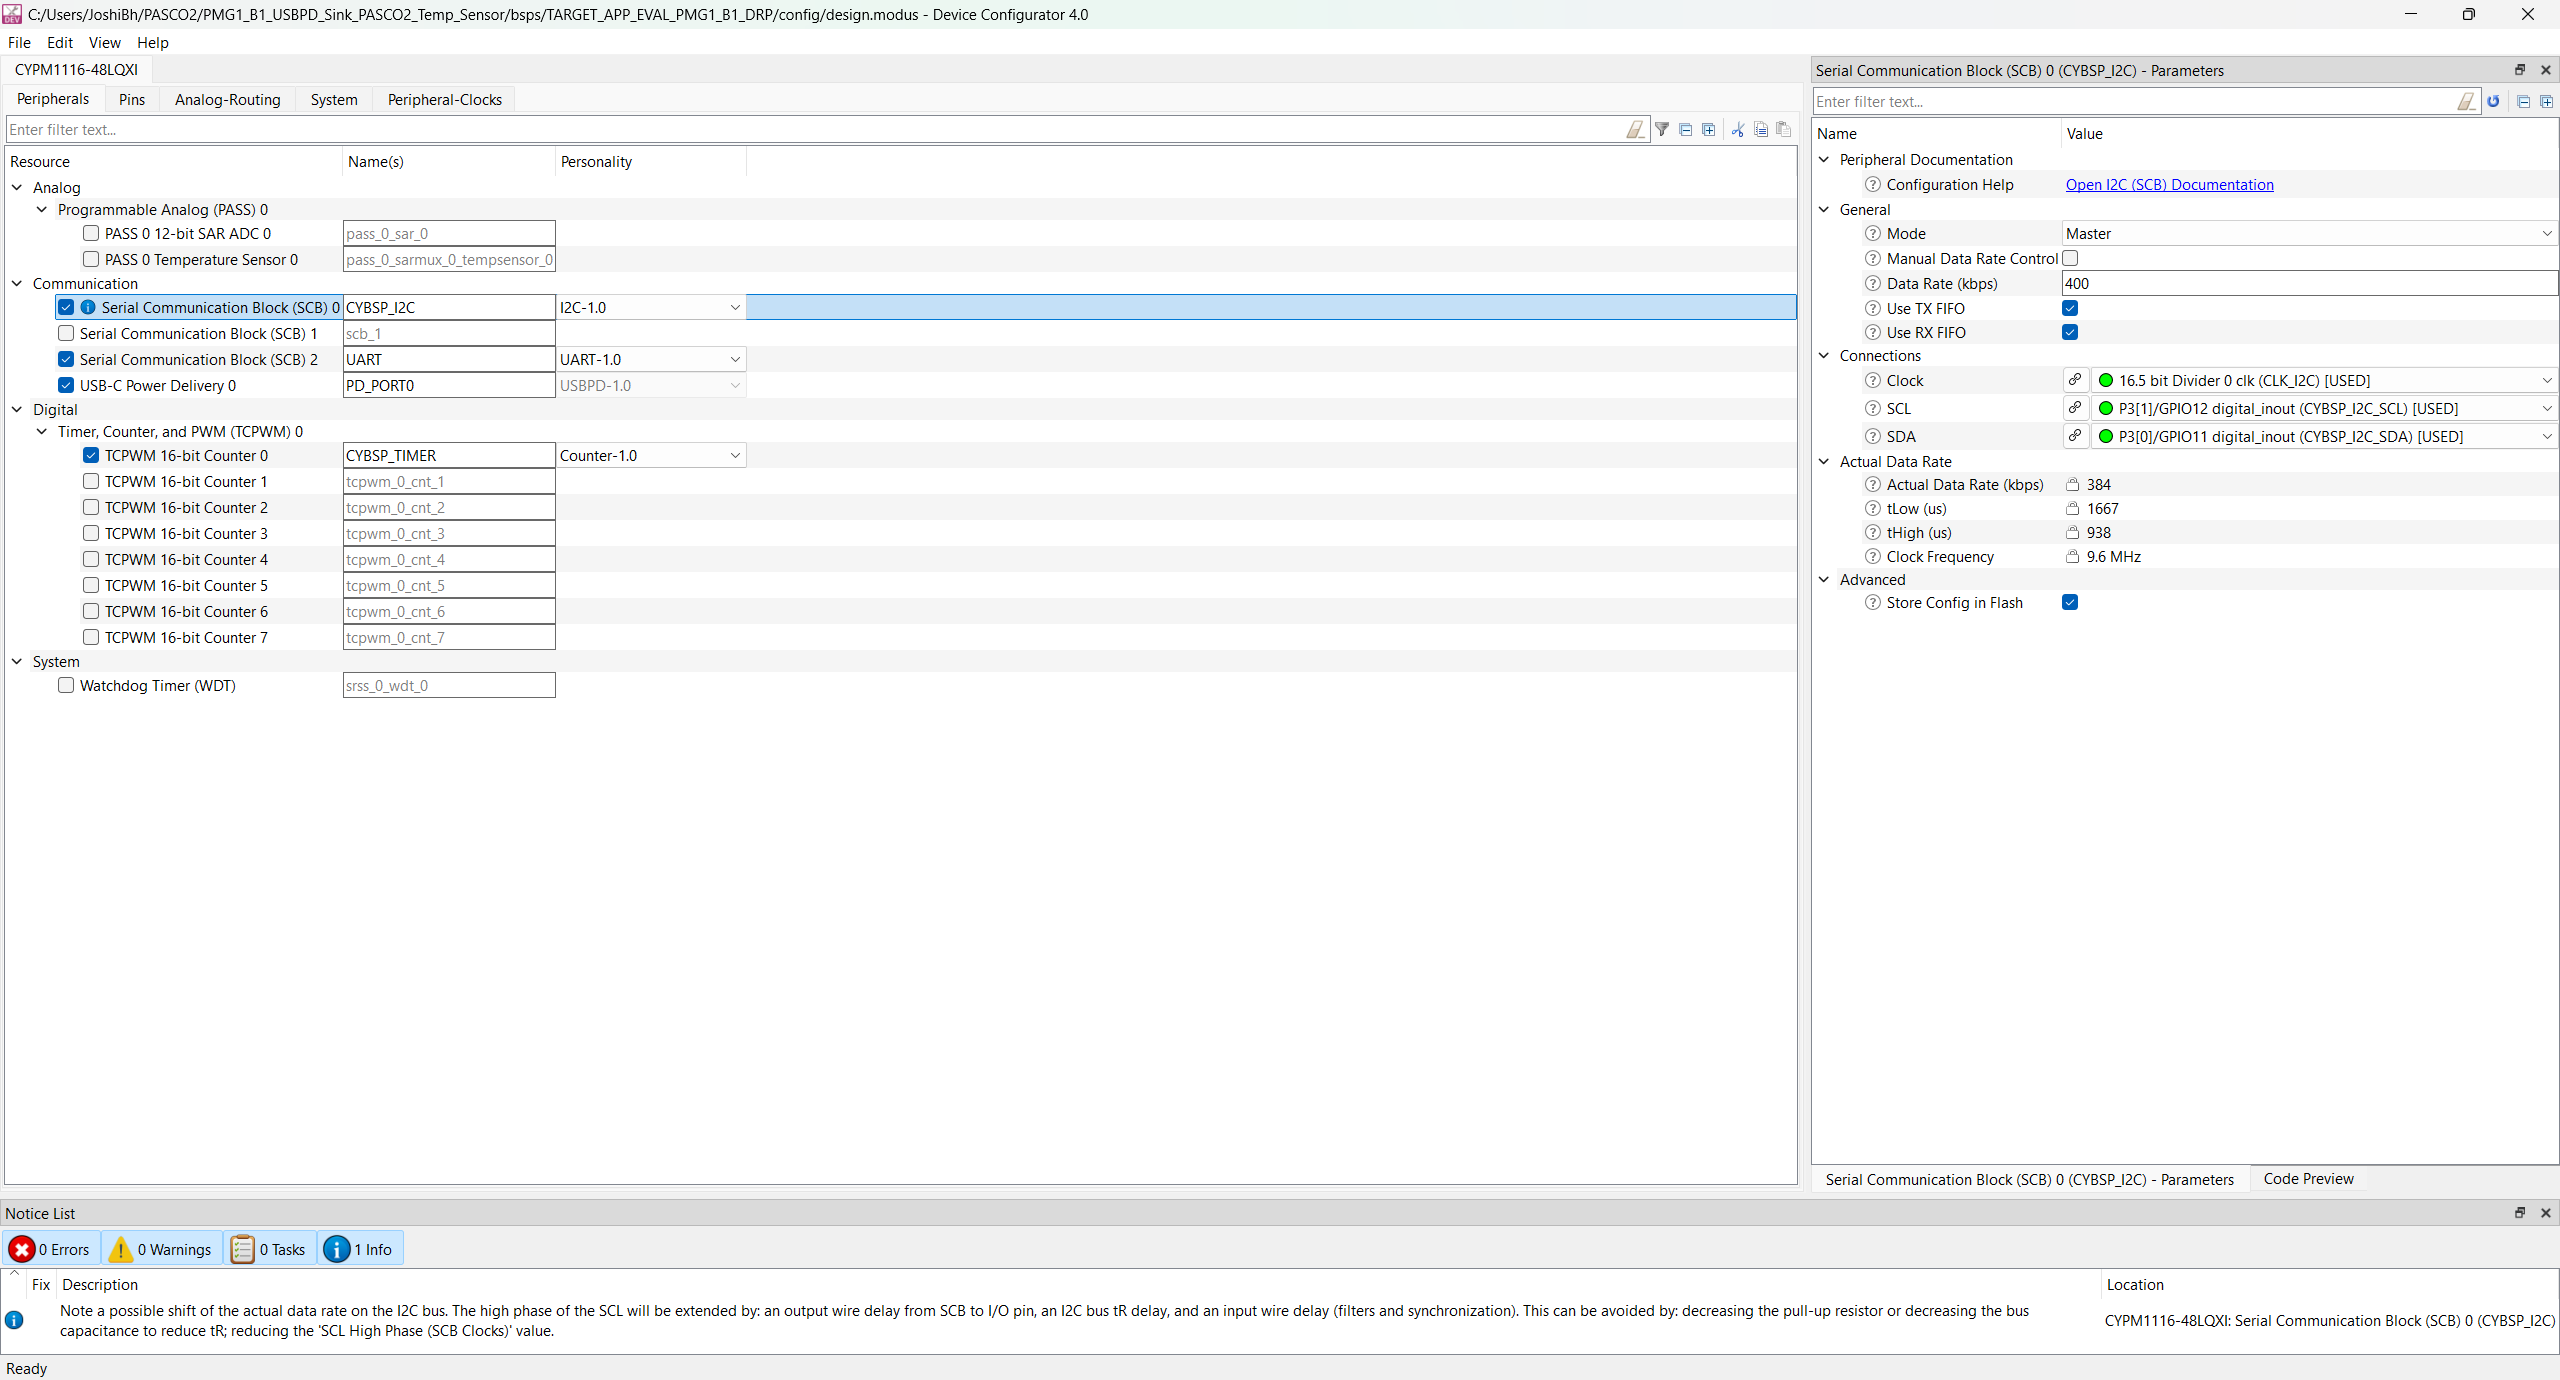 C:/Users/JoshiBh/PASCO2/PMG1_B1_USBPD_Sink_PASCO2_Temp_Sensor/bsps/TARGET_APP_EVAL_PMG1_B1_DRP/config/design.modus - Device Configurator 4.0
File Edit View Help
CYPM1116-48LQXI
Peripherals Pins Analog-Routing System Peripheral-Clocks
Enter filter text...
Resource Name(s) Personality
Analog
Programmable Analog (PASS) 0
PASS 0 12-bit SAR ADC 0 pass_0_sar_0
PASS 0 Temperature Sensor 0 pass_0_sarmux_0_tempsensor_0
Communication
Serial Communication Block (SCB) 0 CYBSP_I2C I2C-1.0
Serial Communication Block (SCB) 1 scb_1
Serial Communication Block (SCB) 2 UART UART-1.0
USB-C Power Delivery 0 PD_PORT0 USBPD-1.0
Digital
Timer, Counter, and PWM (TCPWM) 0
TCPWM 16-bit Counter 0 CYBSP_TIMER Counter-1.0
TCPWM 16-bit Counter 1 tcpwm_0_cnt_1
TCPWM 16-bit Counter 2 tcpwm_0_cnt_2
TCPWM 16-bit Counter 3 tcpwm_0_cnt_3
TCPWM 16-bit Counter 4 tcpwm_0_cnt_4
TCPWM 16-bit Counter 5 tcpwm_0_cnt_5
TCPWM 16-bit Counter 6 tcpwm_0_cnt_6
TCPWM 16-bit Counter 7 tcpwm_0_cnt_7
System
Watchdog Timer (WDT) srss_0_wdt_0
Serial Communication Block (SCB) 0 (CYBSP_I2C) - Parameters
Enter filter text...
Name Value
Peripheral Documentation
Configuration Help Open I2C (SCB) Documentation
General
Mode Master
Manual Data Rate Control
Data Rate (kbps) 400
Use TX FIFO
Use RX FIFO
Connections
Clock 16.5 bit Divider 0 clk (CLK_I2C) [USED]
SCL P3[1]/GPIO12 digital_inout (CYBSP_I2C_SCL) [USED]
SDA P3[0]/GPIO11 digital_inout (CYBSP_I2C_SDA) [USED]
Actual Data Rate
Actual Data Rate (kbps) 384
tLow (us) 1667
tHigh (us) 938
Clock Frequency 9.6 MHz
Advanced
Store Config in Flash
Serial Communication Block (SCB) 0 (CYBSP_I2C) - Parameters Code Preview
Notice List
0 Errors 0 Warnings 0 Tasks 1 Info
Fix Description Location
Note a possible shift of the actual data rate on the I2C bus. The high phase of the SCL will be extended by: an output wire delay from SCB to I/O pin, an I2C bus tR delay, and an input wire delay (filters and synchronization). This can be avoided by: decreasing the pull-up resistor or decreasing the bus
capacitance to reduce tR; reducing the 'SCL High Phase (SCB Clocks)' value.
CYPM1116-48LQXI: Serial Communication Block (SCB) 0 (CYBSP_I2C)
Ready